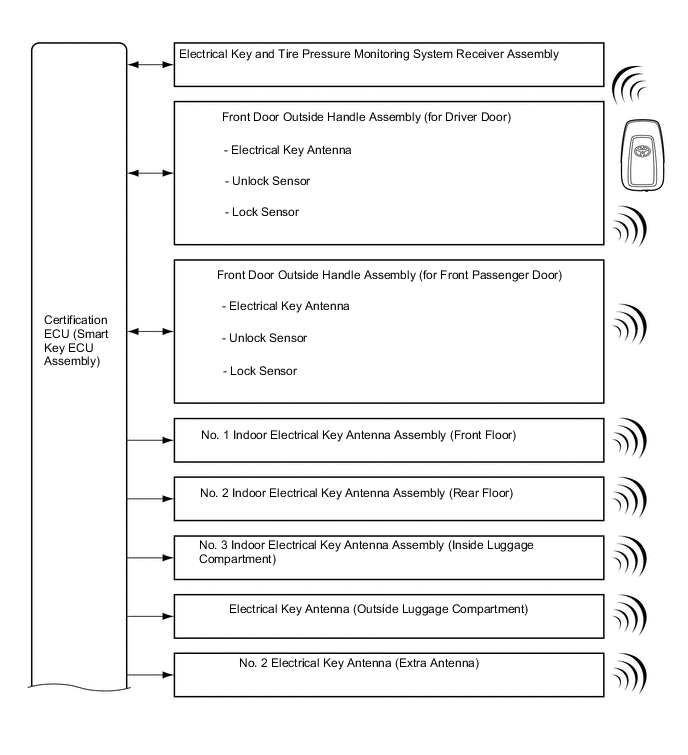 Electrical Key and Tire Pressure Monitoring System Receiver Assembly
Front Door Outside Handle Assembly (for Driver Door)
- Electrical Key Antenna
- Unlock Sensor
- Lock Sensor
Front Door Outside Handle Assembly (for Front Passenger Door)
- Electrical Key Antenna
- Unlock Sensor
- Lock Sensor
Certification
ECU (Smart
Key ECU
Assembly)
No. 1 Indoor Electrical Key Antenna Assembly (Front Floor)
No. 2 Indoor Electrical Key Antenna Assembly (Rear Floor)
No. 3 Indoor Electrical Key Antenna Assembly (Inside Luggage
Compartment)
Electrical Key Antenna (Outside Luggage Compartment)
No. 2 Electrical Key Antenna (Extra Antenna)